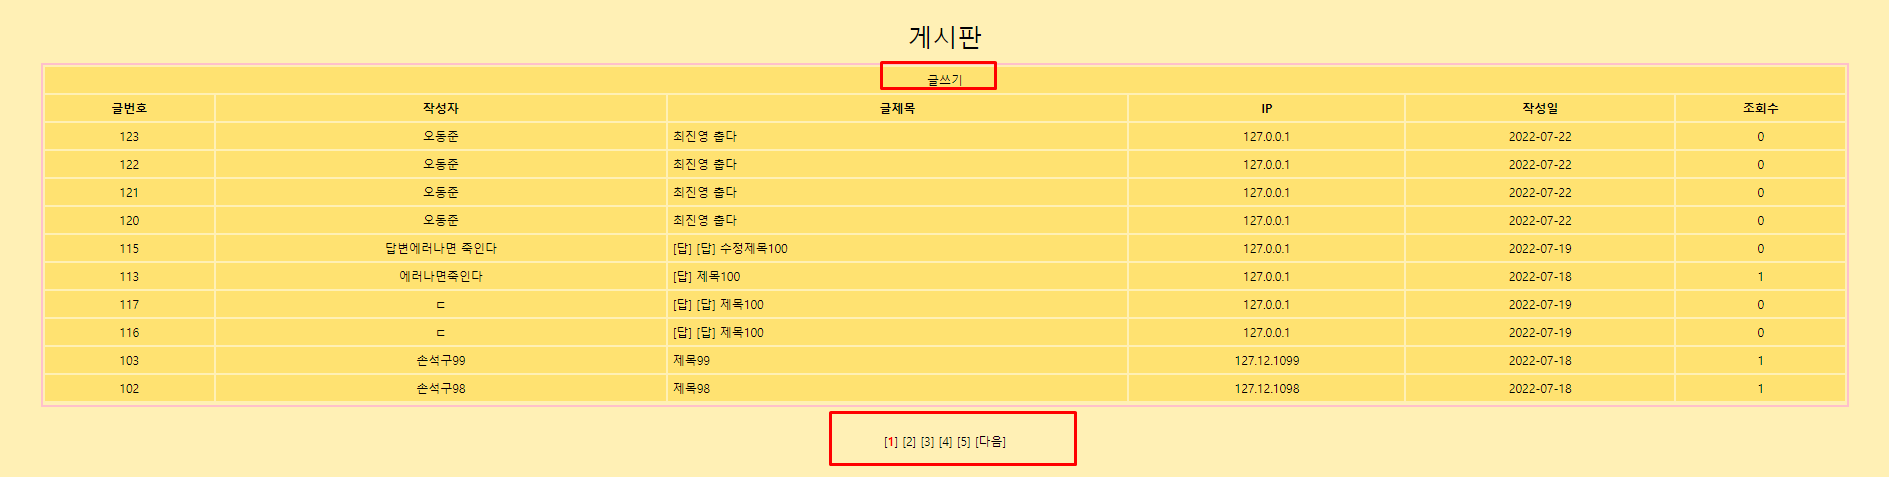 게시판
글쓰기
글번호 작성자 글제목 IP 작성일 조회수
123 오동준 최진영 춥다 127.0.0.1 2022-07-22 0
122 오동준 최진영 춥다 127.0.0.1 2022-07-22 0
121 오동준 최진영 춥다 127.0.0.1 2022-07-22 0
120 오동준 최진영 춥다 127.0.0.1 2022-07-22 0
115 답변에러나면 죽인다 [답] [답] 수정제목100 127.0.0.1 2022-07-19 0
113 에러나면죽인다 [답] 제목100 127.0.0.1 2022-07-18 1
117 ㄷ [답] [답] 제목100 127.0.0.1 2022-07-19 0
116 ㄷ [답] [답] 제목100 127.0.0.1 2022-07-19 0
103 손석구99 제목99 127.12.1099 2022-07-18 1
102 손석구98 제목98 127.12.1098 2022-07-18 1
[1] [2] [3] [4] [5] [다음]